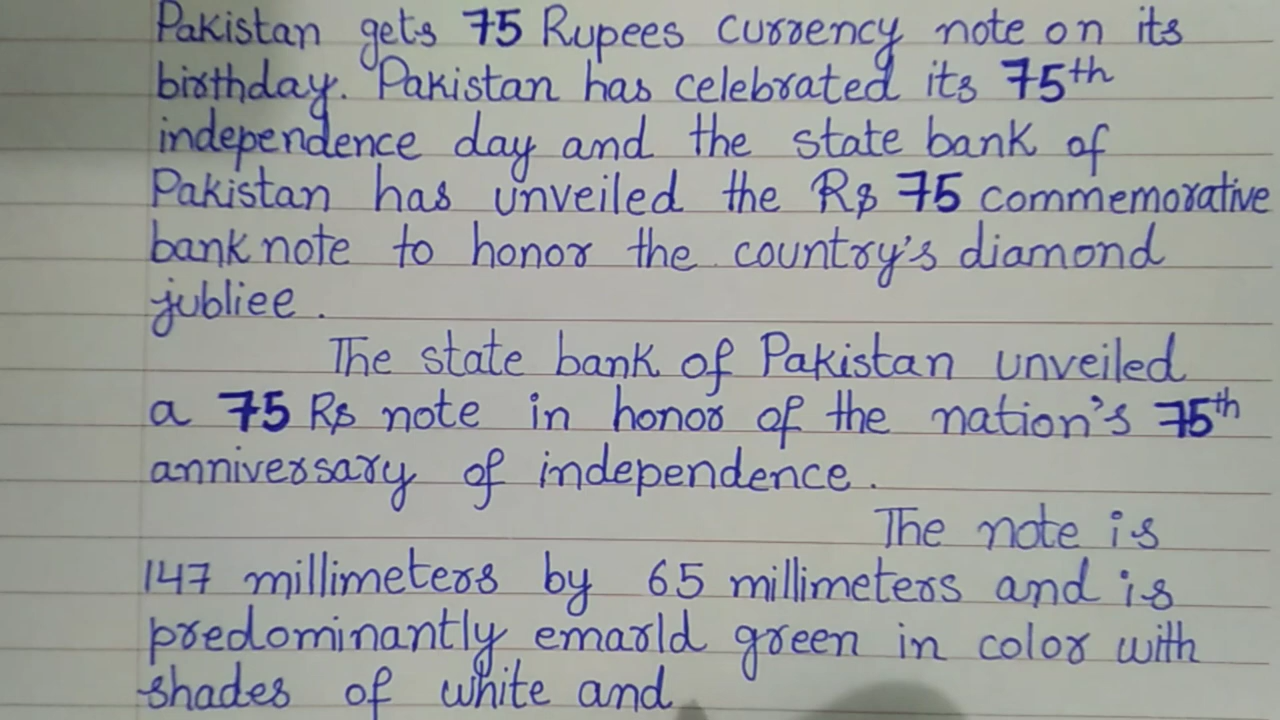 Pakistan gets 75 Rupees currency note on its
birthday. Pakistan has celebrated its 75th
independence day and the state bank of
Pakistan has unveiled the Rs 75 commemorative
bank note to honor the country's diamond
jubliee.
The state bank of Pakistan unveiled
a 75 Rs note in honor of the nation's 75th
anniversary of independence.
The note is
147 millimeters by 65 millimeters and is
predominantly emarld green in color with
shades of white and